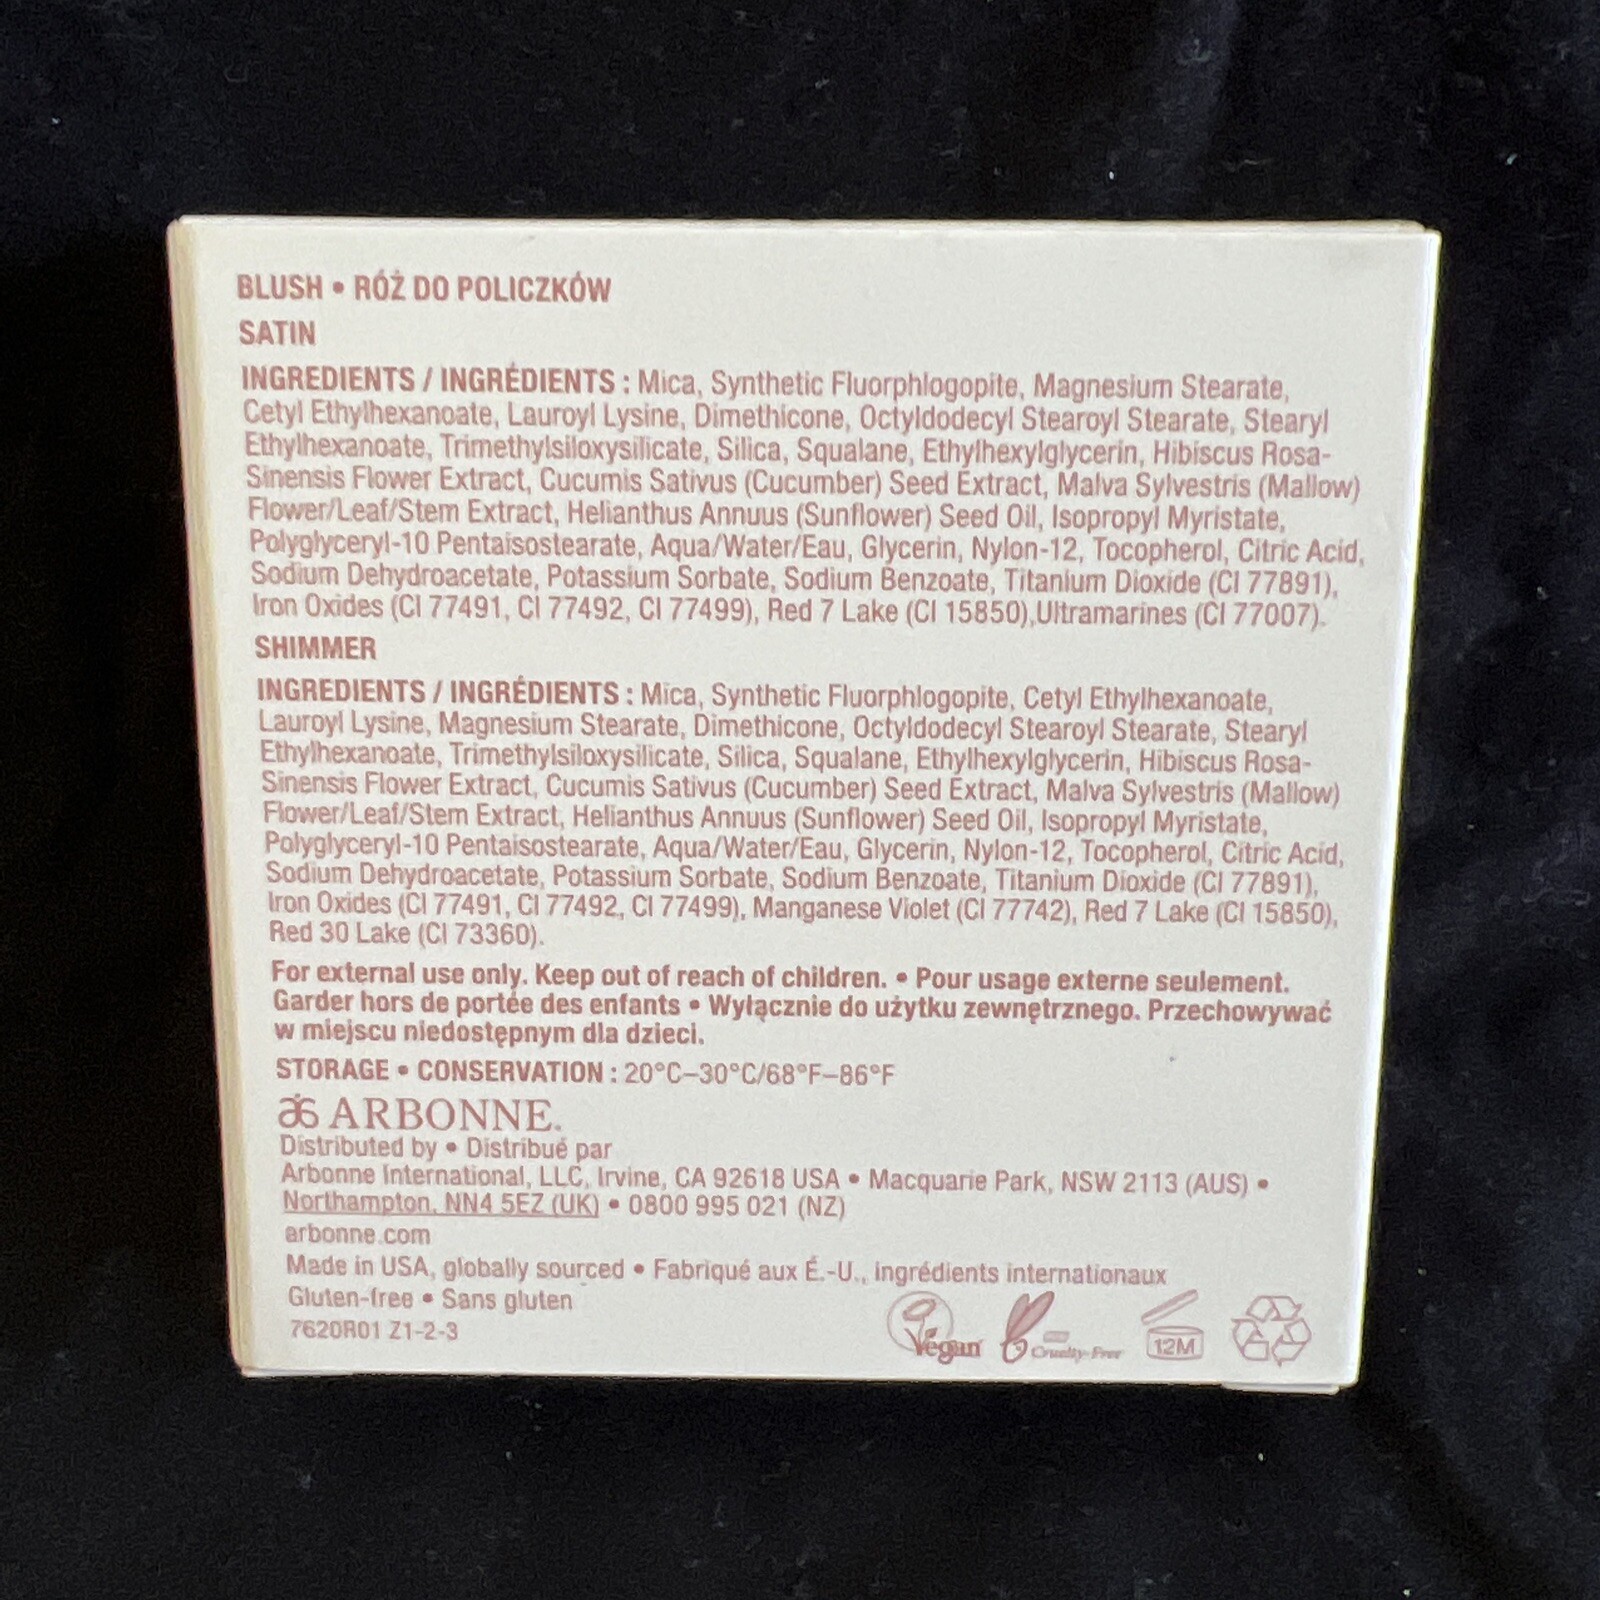 BLUSH • RÓŻ DO POLICZKÓW
SATIN
INGREDIENTS / INGRÉDIENTS : Mica, Synthetic Fluorphlogopite, Magnesium Stearate,
Cetyl Ethylhexanoate, Lauroyl Lysine, Dimethicone, Octyldodecyl Stearoyl Stearate, Stearyl
Ethylhexanoate, Trimethylsiloxysilicate, Silica, Squalane, Ethylhexylglycerin, Hibiscus Rosa-
Sinensis Flower Extract, Cucumis Sativus (Cucumber) Seed Extract, Malva Sylvestris (Mallow)
Flower/Leaf/Stem Extract, Helianthus Annuus (Sunflower) Seed Oil, Isopropyl Myristate,
Polyglyceryl-10 Pentaisostearate, Aqua/Water/Eau, Glycerin, Nylon-12, Tocopherol, Citric Acid,
Sodium Dehydroacetate, Potassium Sorbate, Sodium Benzoate, Titanium Dioxide (CI 77891),
Iron Oxides (CI 77491, CI 77492, CI 77499), Red 7 Lake (CI 15850),Ultramarines (CI 77007).
SHIMMER
INGREDIENTS / INGRÉDIENTS : Mica, Synthetic Fluorphlogopite, Cetyl Ethylhexanoate,
Lauroyl Lysine, Magnesium Stearate, Dimethicone, Octyldodecyl Stearoyl Stearate, Stearyl
Ethylhexanoate, Trimethylsiloxysilicate, Silica, Squalane, Ethylhexylglycerin, Hibiscus Rosa-
Sinensis Flower Extract, Cucumis Sativus (Cucumber) Seed Extract, Malva Sylvestris (Mallow)
Flower/Leaf/Stem Extract, Helianthus Annuus (Sunflower) Seed Oil, Isopropyl Myristate,
Polyglyceryl-10 Pentaisostearate, Aqua/Water/Eau, Glycerin, Nylon-12, Tocopherol, Citric Acid,
Sodium Dehydroacetate, Potassium Sorbate, Sodium Benzoate, Titanium Dioxide (CI 77891),
Iron Oxides (CI 77491, CI 77492, CI 77499), Manganese Violet (CI 77742), Red 7 Lake (CI 15850),
Red 30 Lake (CI 73360).
For external use only. Keep out of reach of children. • Pour usage externe seulement.
Garder hors de portée des enfants • Wyłącznie do użytku zewnętrznego. Przechowywać
w miejscu niedostępnym dla dzieci.
STORAGE • CONSERVATION : 20°C–30°C/68°F–86°F
ARBONNE.
Distributed by • Distribué par
Arbonne International, LLC, Irvine, CA 92618 USA • Macquarie Park, NSW 2113 (AUS) •
Northampton, NN4 5EZ (UK) • 0800 995 021 (NZ)
arbonne.com
Made in USA, globally sourced • Fabriqué aux É.-U., ingrédients internationaux
Gluten-free • Sans gluten
7620R01 Z1-2-3
Vegan
Cruelty-Free
12M